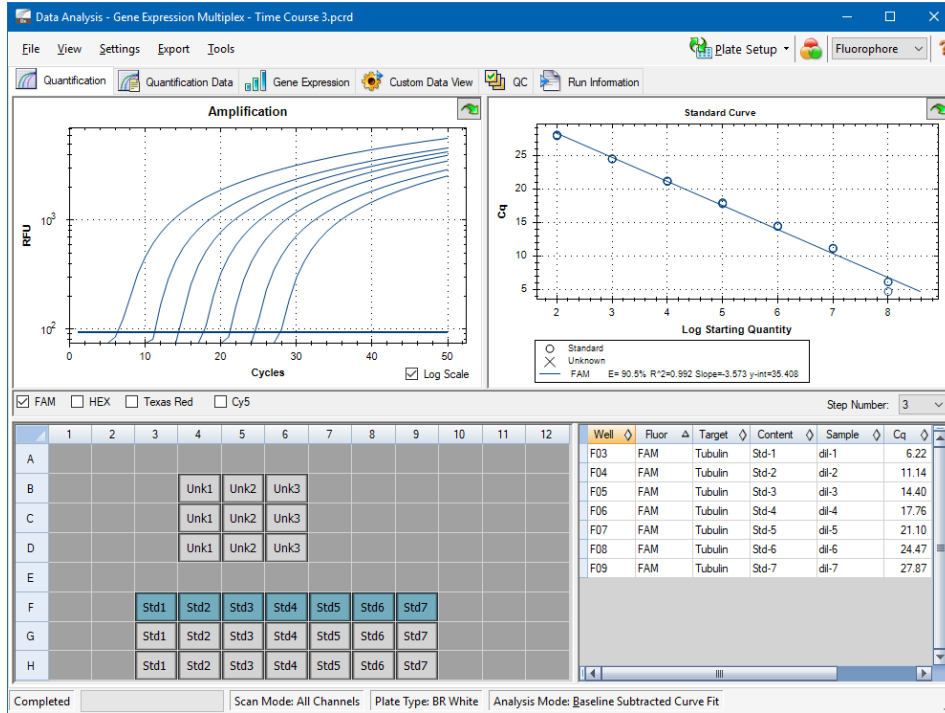 Data Analysis - Gene Expression Multiplex - Time Course 3.pcrd
File View Settings Export Tools Plate Setup Fluorophore ?
Quantification Quantification Data Gene Expression Custom Data View QC Run Information
Amplification
10^3
10^2
RFU
0 10 20 30 40 50
Cycles
Log Scale
Standard Curve
25
20
15
10
5
Cq
2 3 4 5 6 7 8
Log Starting Quantity
Standard
Unknown
FAM E= 90.5% R^2=0.992 Slope=-3.573 y-int=35.408
FAM HEX Texas Red Cy5 Step Number: 3
1 2 3 4 5 6 7 8 9 10 11 12
A
B Unk1 Unk2 Unk3
C Unk1 Unk2 Unk3
D Unk1 Unk2 Unk3
E
F Std1 Std2 Std3 Std4 Std5 Std6 Std7
G Std1 Std2 Std3 Std4 Std5 Std6 Std7
H Std1 Std2 Std3 Std4 Std5 Std6 Std7
Well Fluor Target Content Sample Cq
F03 FAM Tubulin Std-1 dil-1 6.22
F04 FAM Tubulin Std-2 dil-2 11.14
F05 FAM Tubulin Std-3 dil-3 14.40
F06 FAM Tubulin Std-4 dil-4 17.76
F07 FAM Tubulin Std-5 dil-5 21.10
F08 FAM Tubulin Std-6 dil-6 24.47
F09 FAM Tubulin Std-7 dil-7 27.87
Completed Scan Mode: All Channels Plate Type: BR White Analysis Mode: Baseline Subtracted Curve Fit